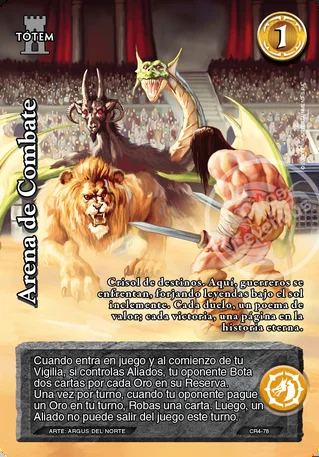 TOTEM
1
Arena de Combate
Crisol de destinos. Aquí, guerreros se
enfrentan, forjando leyendas bajo el sol
inclemente. Cada duelo, un poema de
valor; cada victoria, una página en la
historia eterna.
Cuando entra en juego y al comienzo de tu
Vigilia, si controlas Aliados, tu oponente Bota
dos cartas por cada Oro en su Reserva.
Una vez por turno, cuando tu oponente pague
un Oro en tu turno, Robas una carta. Luego, un
Aliado no puede salir del juego este turno.
ARTE: ARGUS DEL NORTE
CR4-78